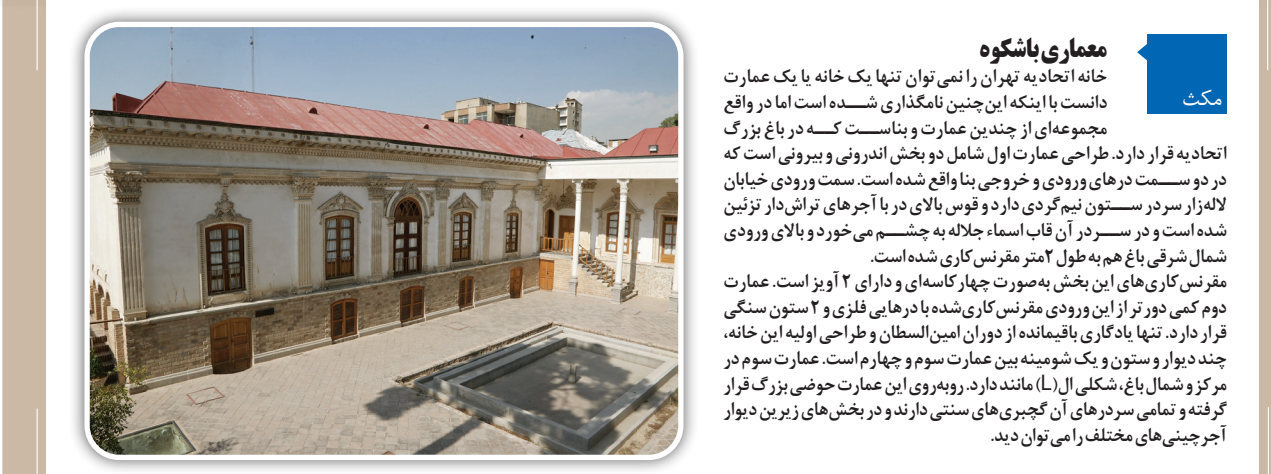 مکث
معماری باشکوه
خانه اتحادیه تهران را نمی‌توان تنها یک خانه یا یک عمارت
دانست با اینکه این‌چنین نامگذاری شده است اما در واقع
مجموعه‌ای از چندین عمارت و بناست که در باغ بزرگ
اتحادیه قرار دارد. طراحی عمارت اول شامل دو بخش اندرونی و بیرونی است که
در دو سمت درهای ورودی و خروجی بنا واقع شده است. سمت ورودی خیابان
لاله‌زار سردر ستون نیم‌گردی دارد و قوس بالای در با آجرهای تراش‌دار تزئین
شده است و در سردر آن قاب اسماء جلاله به چشم می‌خورد و بالای ورودی
شمال شرقی باغ هم به طول ۲متر مقرنس‌کاری شده است.
مقرنس‌کاری‌های این بخش به‌صورت چهار کاسه‌ای و دارای ۲ آویز است. عمارت
دوم کمی دورتر از این ورودی مقرنس‌کاری‌شده با درهایی فلزی و ۲ ستون سنگی
قرار دارد. تنها یادگاری باقیمانده از دوران امین‌السطان و طراحی اولیه این خانه،
چند دیوار و ستون و یک شومینه بین عمارت سوم و چهارم است. عمارت سوم در
مرکز و شمال باغ، شکلی ال(L) مانند دارد. روبه‌روی این عمارت حوضی بزرگ قرار
گرفته و تمامی سردرهای آن گچبری‌های سنتی دارند و در بخش‌های زیرین دیوار
آجرچینی‌های مختلف را می‌توان دید.